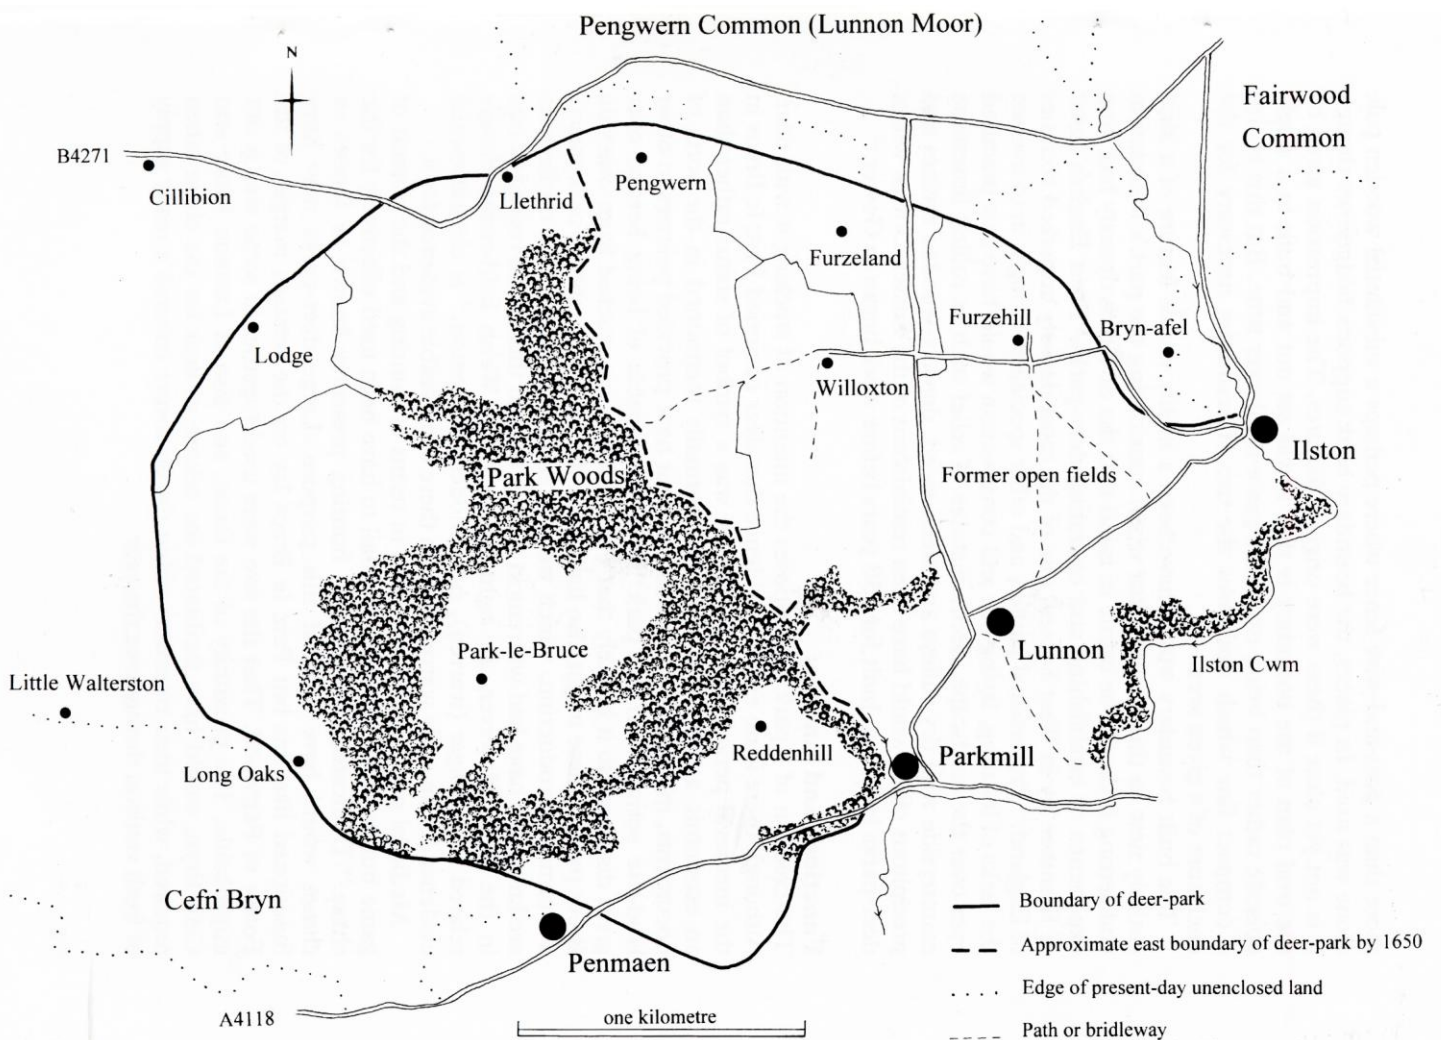 Pengwern Common (Lunnon Moor)
N
Fairwood
Common
B4271
Cillibion
Llethrid
Pengwern
Furzeland
Lodge
Furzehill
Bryn-afel
Willoxton
Ilston
Park Woods
Former open fields
Park-le-Bruce
Lunnon
Ilston Cwm
Little Walterston
Reddenhill
Parkmill
Long Oaks
Cefn Bryn
Penmaen
A4118
one kilometre
Boundary of deer-park
Approximate east boundary of deer-park by 1650
Edge of present-day unenclosed land
Path or bridleway